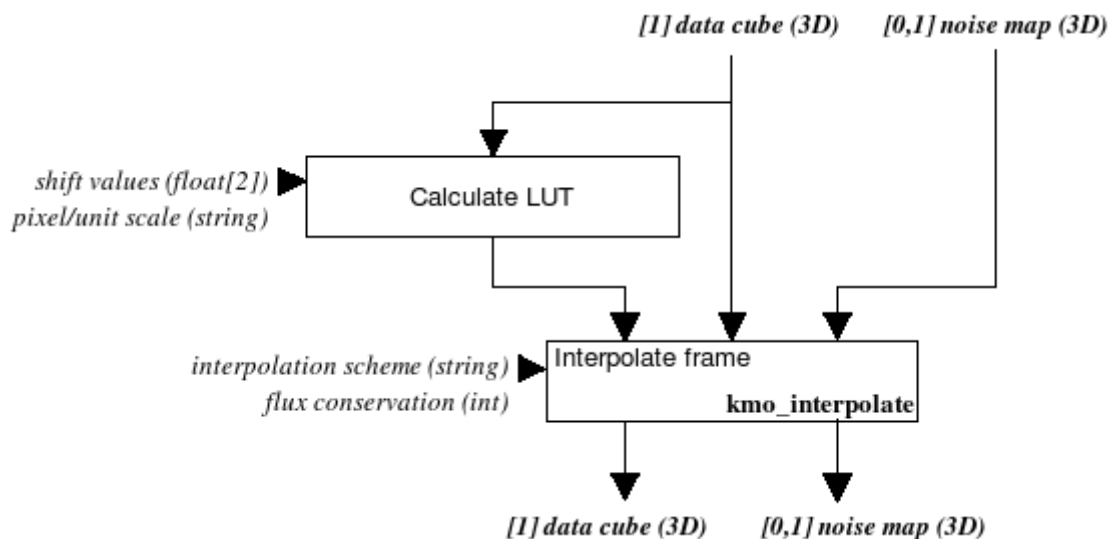 [1] data cube (3D) [0,1] noise map (3D)
shift values (float[2])
pixel/unit scale (string)
Calculate LUT
interpolation scheme (string)
flux conservation (int)
Interpolate frame
kmo_interpolate
[1] data cube (3D) [0,1] noise map (3D)